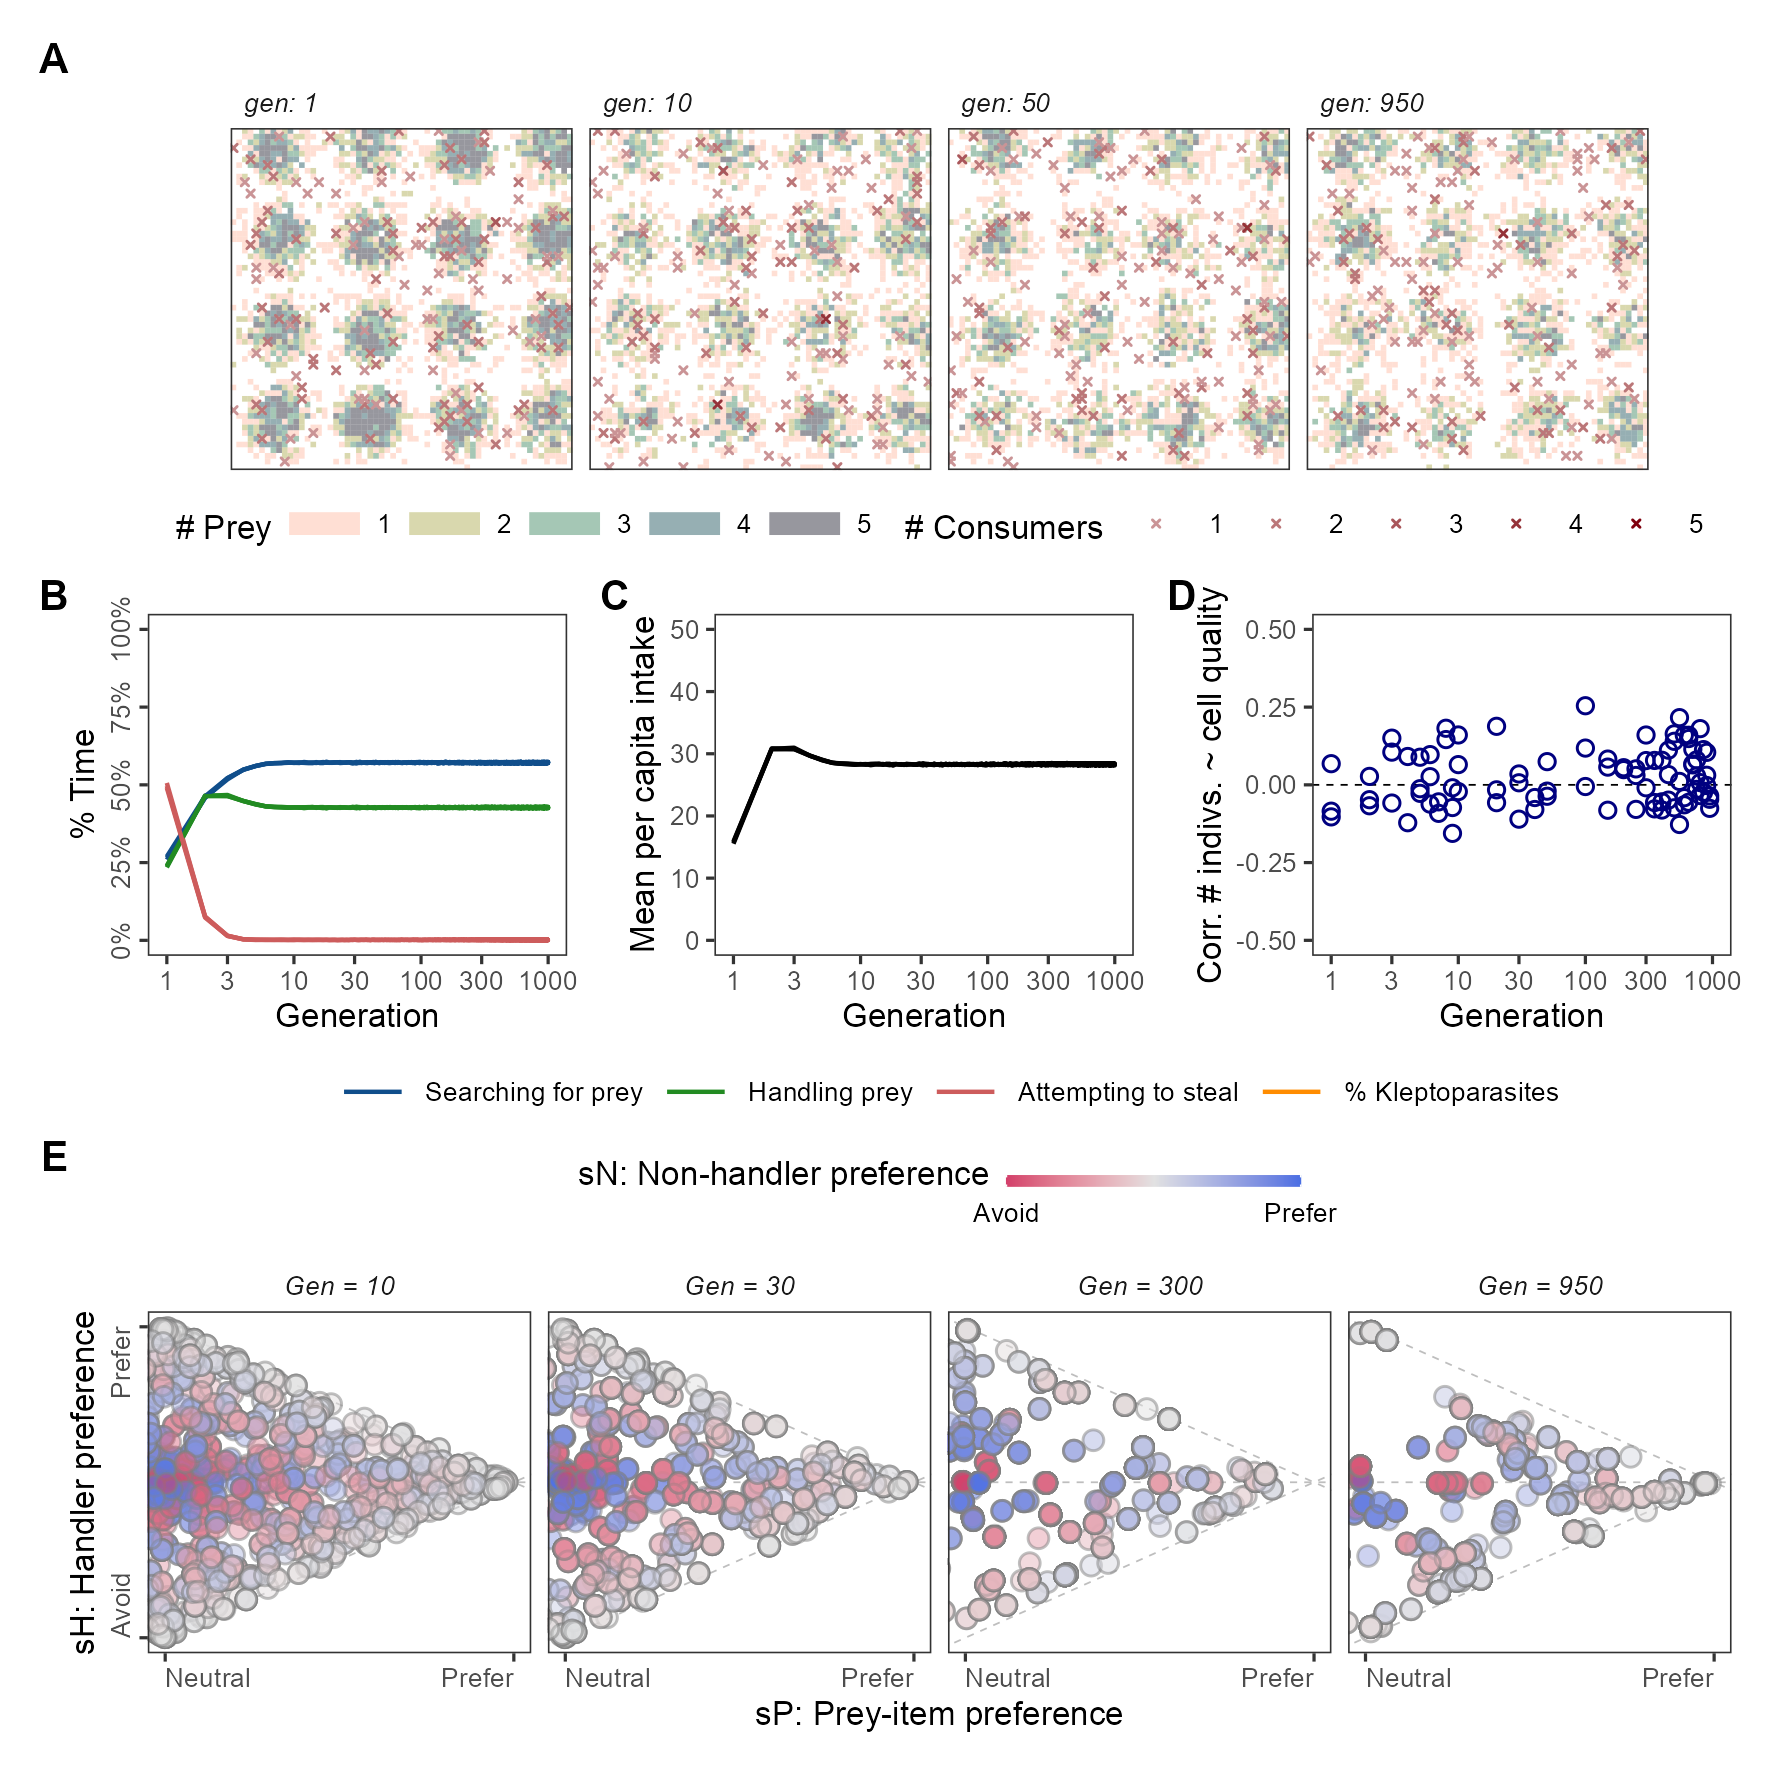 A
gen: 1 gen: 10 gen: 50 gen: 950
# Prey 1 2 3 4 5 # Consumers 1 2 3 4 5
B
% Time
100%
75%
50%
25%
0%
1 3 10 30 100 300 1000
Generation
C
Mean per capita intake
50
40
30
20
10
0
1 3 10 30 100 300 1000
Generation
D
Corr. # indivs. ~ cell quality
0.50
0.25
0.00
-0.25
-0.50
1 3 10 30 100 300 1000
Generation
Searching for prey Handling prey Attempting to steal % Kleptoparasites
E
sN: Non-handler preference
Avoid Prefer
Gen = 10 Gen = 30 Gen = 300 Gen = 950
sH: Handler preference
Prefer
Avoid
Neutral Prefer Neutral Prefer Neutral Prefer Neutral Prefer
sP: Prey-item preference